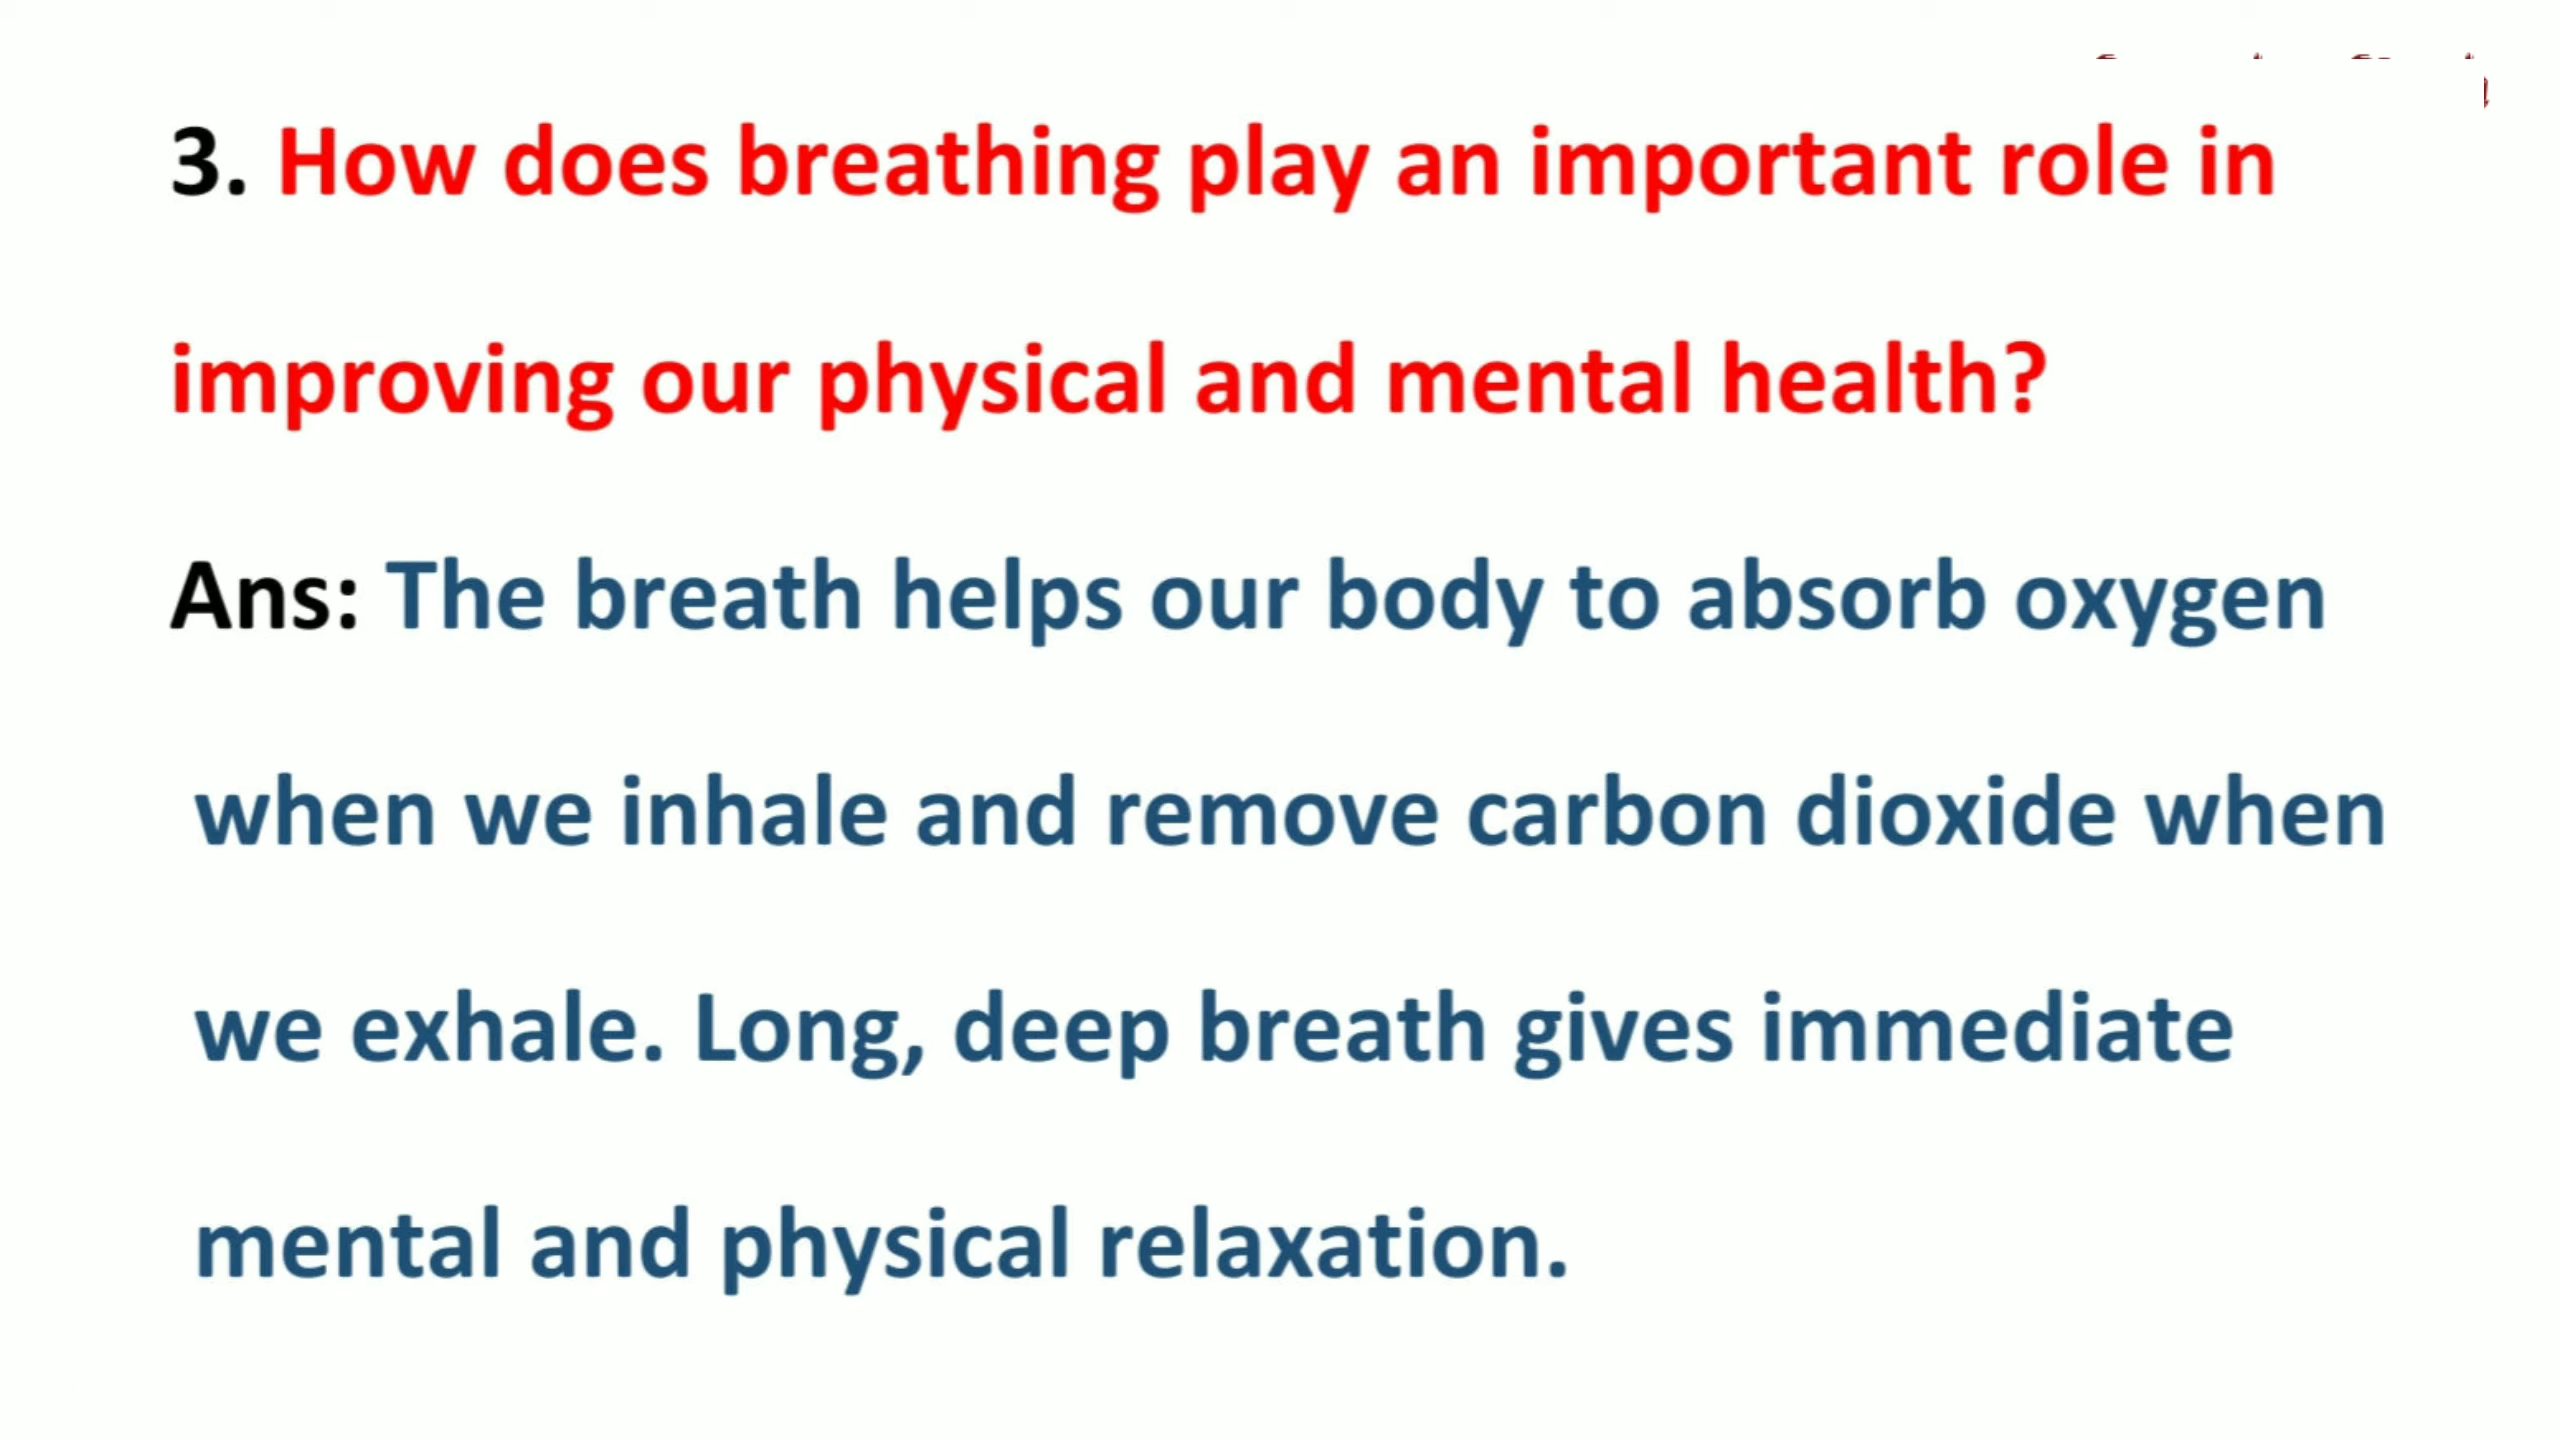 3. How does breathing play an important role in
improving our physical and mental health?
Ans: The breath helps our body to absorb oxygen
when we inhale and remove carbon dioxide when
we exhale. Long, deep breath gives immediate
mental and physical relaxation.